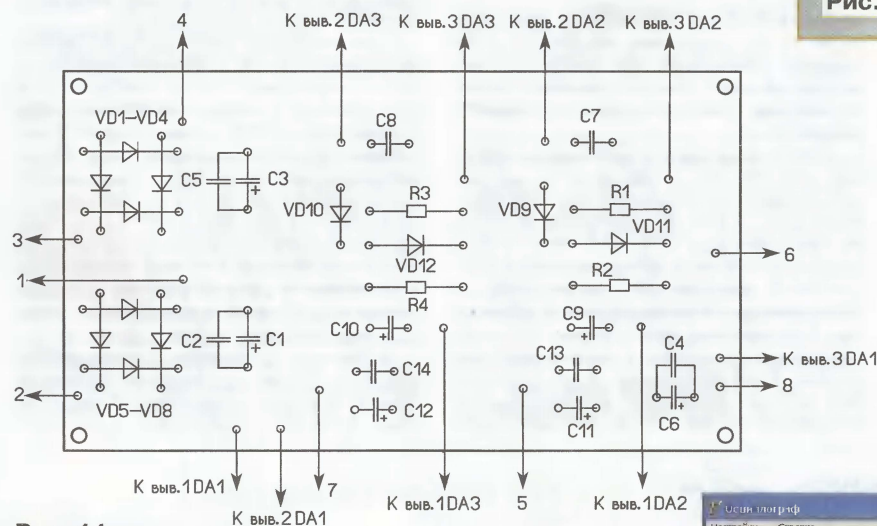 Рис.
4
К выв.2 DA3
К выв.3 DA3
К выв.2 DA2
К выв.3 DA2
VD1–VD4
C8
C7
C5
C3
R3
R1
VD10
VD9
VD11
3
VD12
6
1
R2
R4
C10
C9
C2
C1
C4
C13
К выв.3 DA1
C14
8
2
VD5–VD8
C12
C11
C6
К выв.1 DA1
7
К выв.1 DA3
5
К выв.1 DA2
К выв.2 DA1
Осциллограф